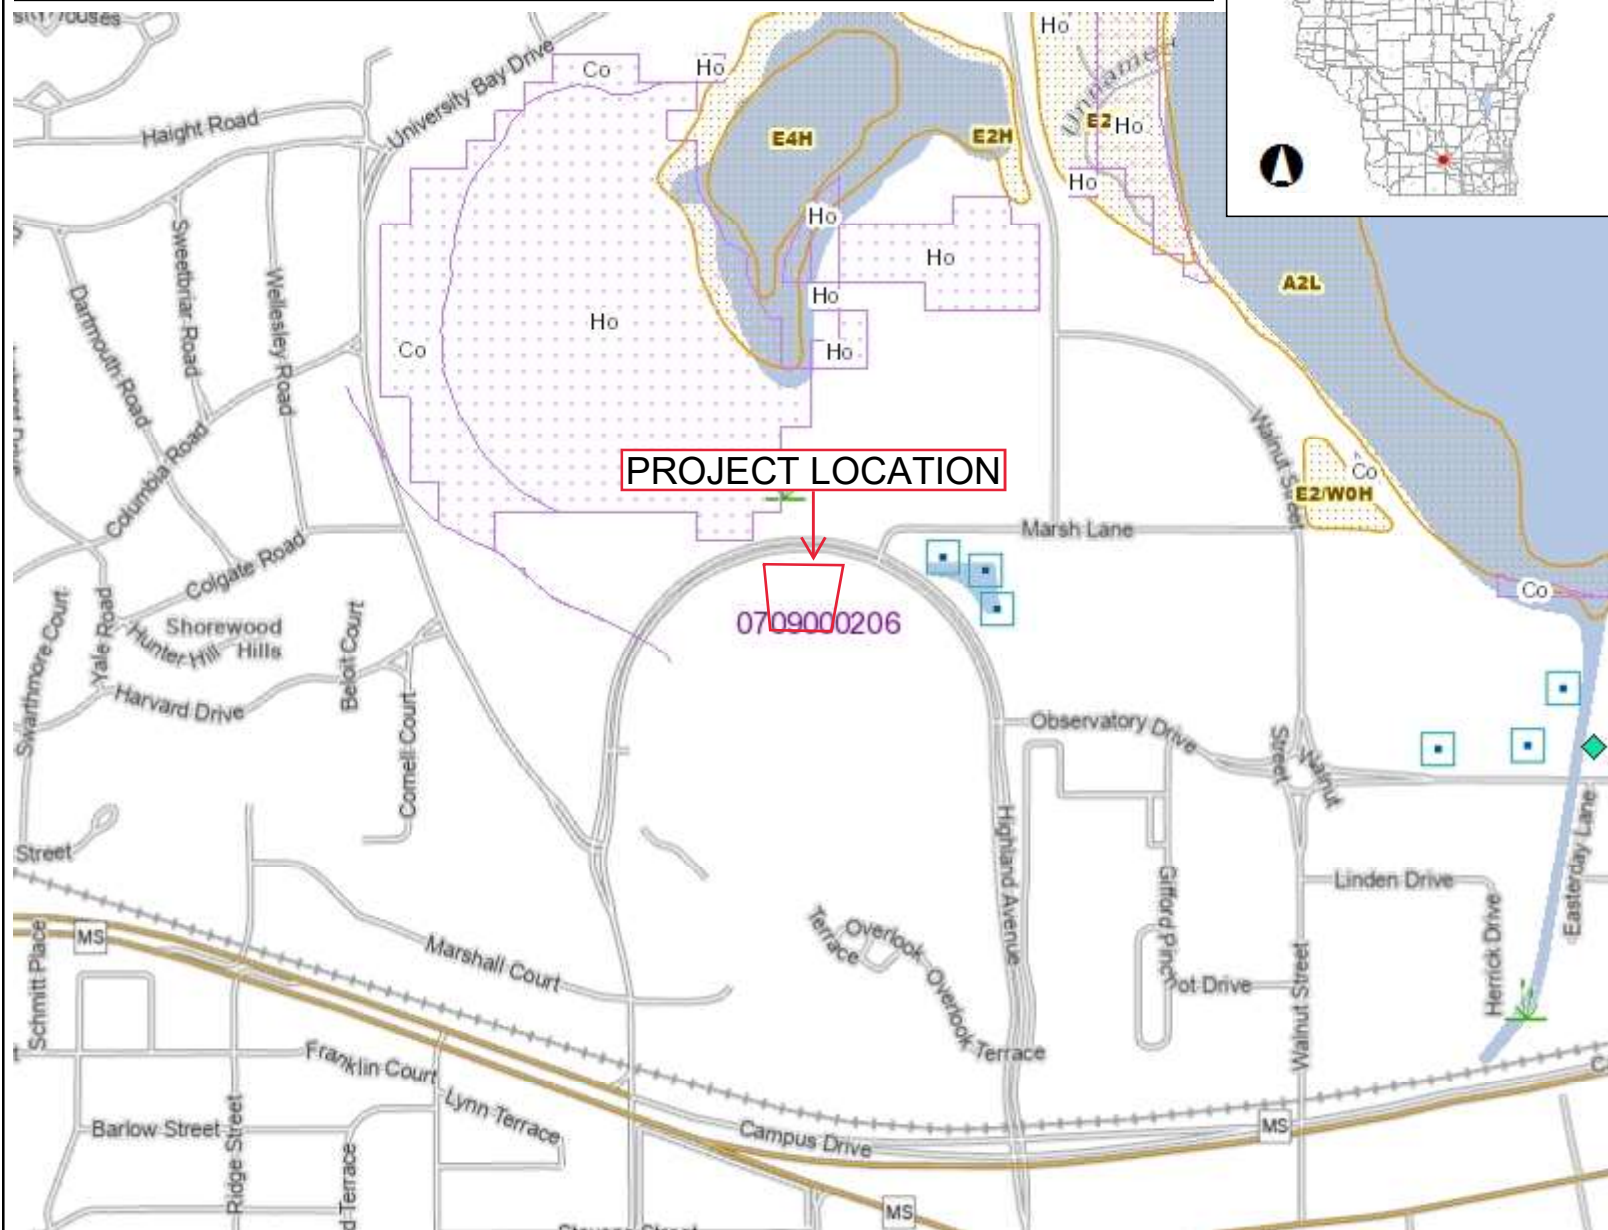 Co
Ho
Ho
University Bay Drive
Haight Road
E4H
E2H
E2
Ho
Unname
Ho
Ho
Ho
Ho
Ho
Ho
Co
A2L
Sweetbriar Road
Wellesley Road
Dartmouth Road
Columbia Road
Colgate Road
PROJECT LOCATION
Walnut Street
Co
E2/W0H
Marsh Lane
Co
0709000206
Shorewood
Hills
Swarthmore Court
Yale Road
Hunter Hill
Beloit Court
Harvard Drive
Cornell Court
Observatory Drive
Walnut
Street
Street
Highland Avenue
Gifford Pinchot Drive
Linden Drive
Easterday Lane
Herrick Drive
Walnut Street
MS
Schmitt Place
Marshall Court
Overlook
Terrace
Overlook
Terrace
Franklin Court
Lynn Terrace
Barlow Street
Ridge Street
d Terrace
Campus Drive
MS
MS